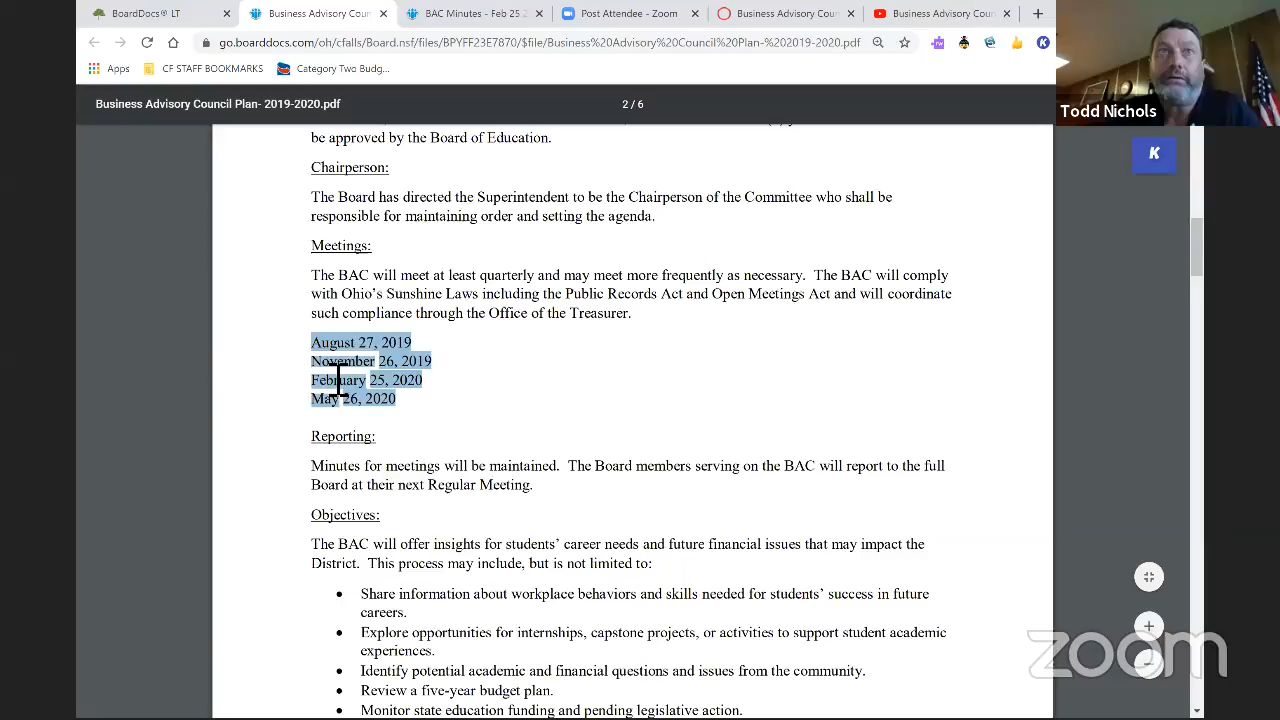 BoardDocs® LT
Business Advisory Coun
BAC Minutes - Feb 25 2
Post Attendee - Zoom
Business Advisory Cou
Business Advisory Cou
go.boarddocs.com/oh/cfalls/Board.nsf/files/BPYFF23E7870/$file/Business%20Advisory%20Council%20Plan-%202019-2020.pdf
Apps
CF STAFF BOOKMARKS
Category Two Budg...
Todd Nichols
Business Advisory Council Plan- 2019-2020.pdf
2 / 6
K
be approved by the Board of Education.
Chairperson:
The Board has directed the Superintendent to be the Chairperson of the Committee who shall be
responsible for maintaining order and setting the agenda.
Meetings:
The BAC will meet at least quarterly and may meet more frequently as necessary. The BAC will comply
with Ohio's Sunshine Laws including the Public Records Act and Open Meetings Act and will coordinate
such compliance through the Office of the Treasurer.
August 27, 2019
November 26, 2019
February 25, 2020
May 26, 2020
Reporting:
Minutes for meetings will be maintained. The Board members serving on the BAC will report to the full
Board at their next Regular Meeting.
Objectives:
The BAC will offer insights for students' career needs and future financial issues that may impact the
District. This process may include, but is not limited to:
• Share information about workplace behaviors and skills needed for students' success in future
careers.
• Explore opportunities for internships, capstone projects, or activities to support student academic
experiences.
• Identify potential academic and financial questions and issues from the community.
• Review a five-year budget plan.
• Monitor state education funding and pending legislative action.
zoom